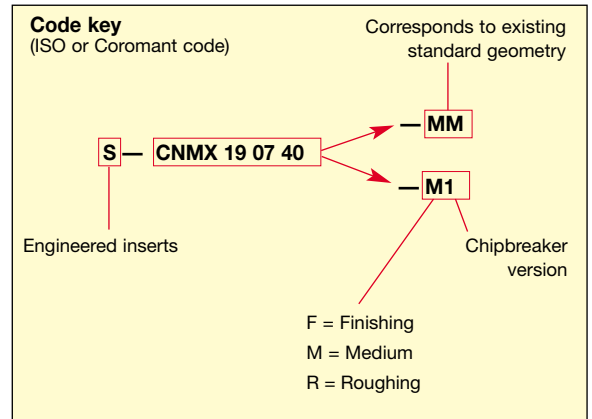 Code key
(ISO or Coromant code)
Corresponds to existing
standard geometry
— MM
S — CNMX 19 07 40
— M1
Engineered inserts
Chipbreaker
version
F = Finishing
M = Medium
R = Roughing